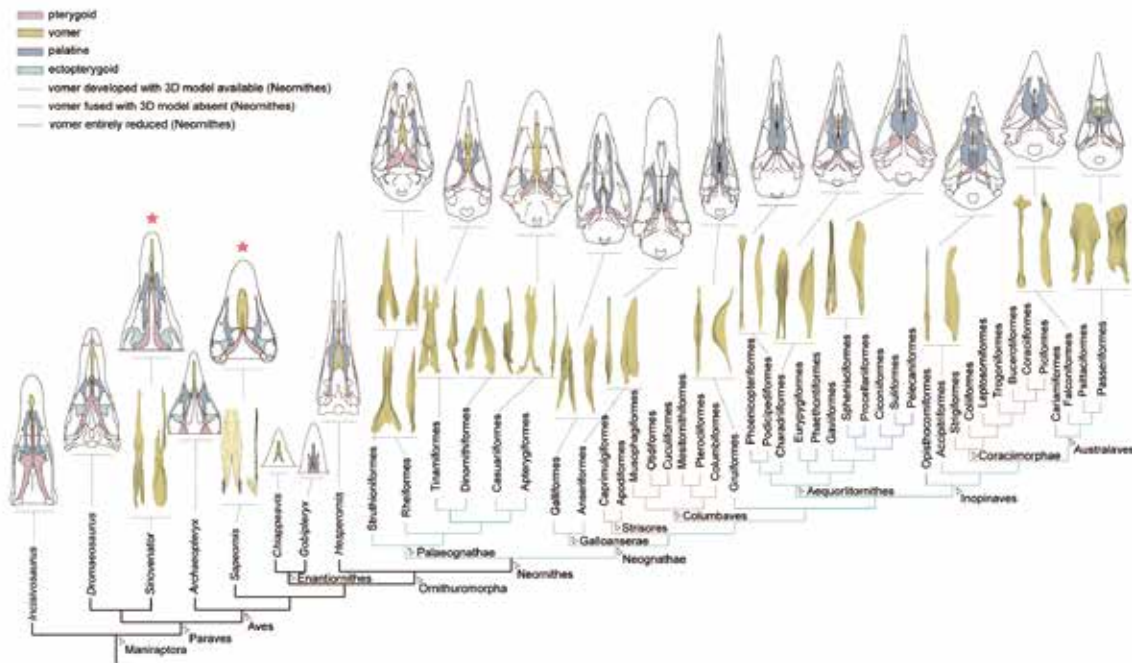 pterygoid
vomer
palatine
ectopterygoid
vomer developed with 3D model available (Neornithes)
vomer fused with 3D model absent (Neornithes)
vomer entirely reduced (Neornithes)
Incisivosaurus
Dromaeosaurus
Sinovenator
Archaeopteryx
Sapeornis
Chiappeavis
Gobipteryx
Hesperornis
Struthioniformes
Rheiformes
Tinamiformes
Dinornithiformes
Casuariiformes
Apterygiformes
Galliformes
Anseriformes
Caprimulgiformes
Apodiformes
Musophagiformes
Otidiformes
Cuculiformes
Mesitornithiformes
Pterocliformes
Columbiformes
Gruiformes
Phoenicopteriformes
Podicipediformes
Charadriiformes
Eurypygiformes
Phaethontiformes
Gaviiformes
Sphenisciformes
Procellariiformes
Ciconiiformes
Suliformes
Pelecaniformes
Opisthocomiformes
Accipitriformes
Strigiformes
Coliiformes
Leptosomiformes
Trogoniformes
Bucerotiformes
Coraciiformes
Piciformes
Cariamiformes
Falconiformes
Psittaciformes
Passeriformes
Coraciimorphae
Australaves
Aequorlitornithes
Inopinaves
Columbaves
Strisores
Galloanserae
Palaeognathae
Neognathae
Neornithes
Enantiornithes
Ornithuromorpha
Aves
Paraves
Maniraptora